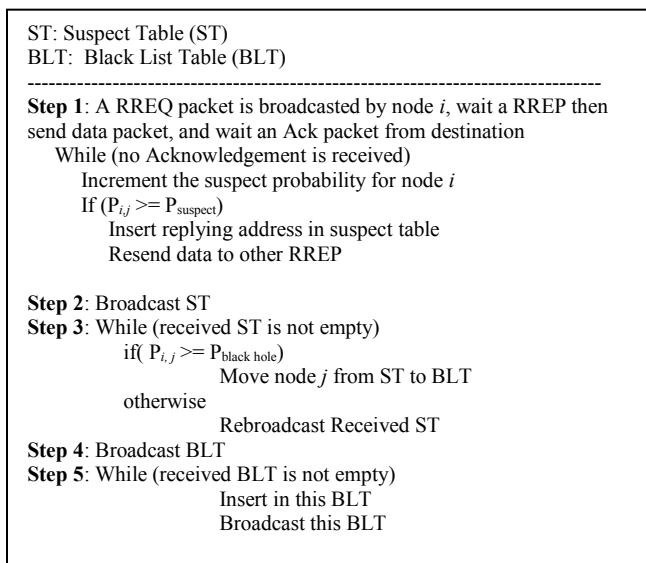 ST: Suspect Table (ST)
BLT: Black List Table (BLT)
-----------------------------------------------------------------------------------
Step 1: A RREQ packet is broadcasted by node i, wait a RREP then
send data packet, and wait an Ack packet from destination
While (no Acknowledgement is received)
Increment the suspect probability for node i
If (Pi,j >= Psuspect)
Insert replying address in suspect table
Resend data to other RREP
Step 2: Broadcast ST
Step 3: While (received ST is not empty)
if( Pi, j >= Pblack hole)
Move node j from ST to BLT
otherwise
Rebroadcast Received ST
Step 4: Broadcast BLT
Step 5: While (received BLT is not empty)
Insert in this BLT
Broadcast this BLT